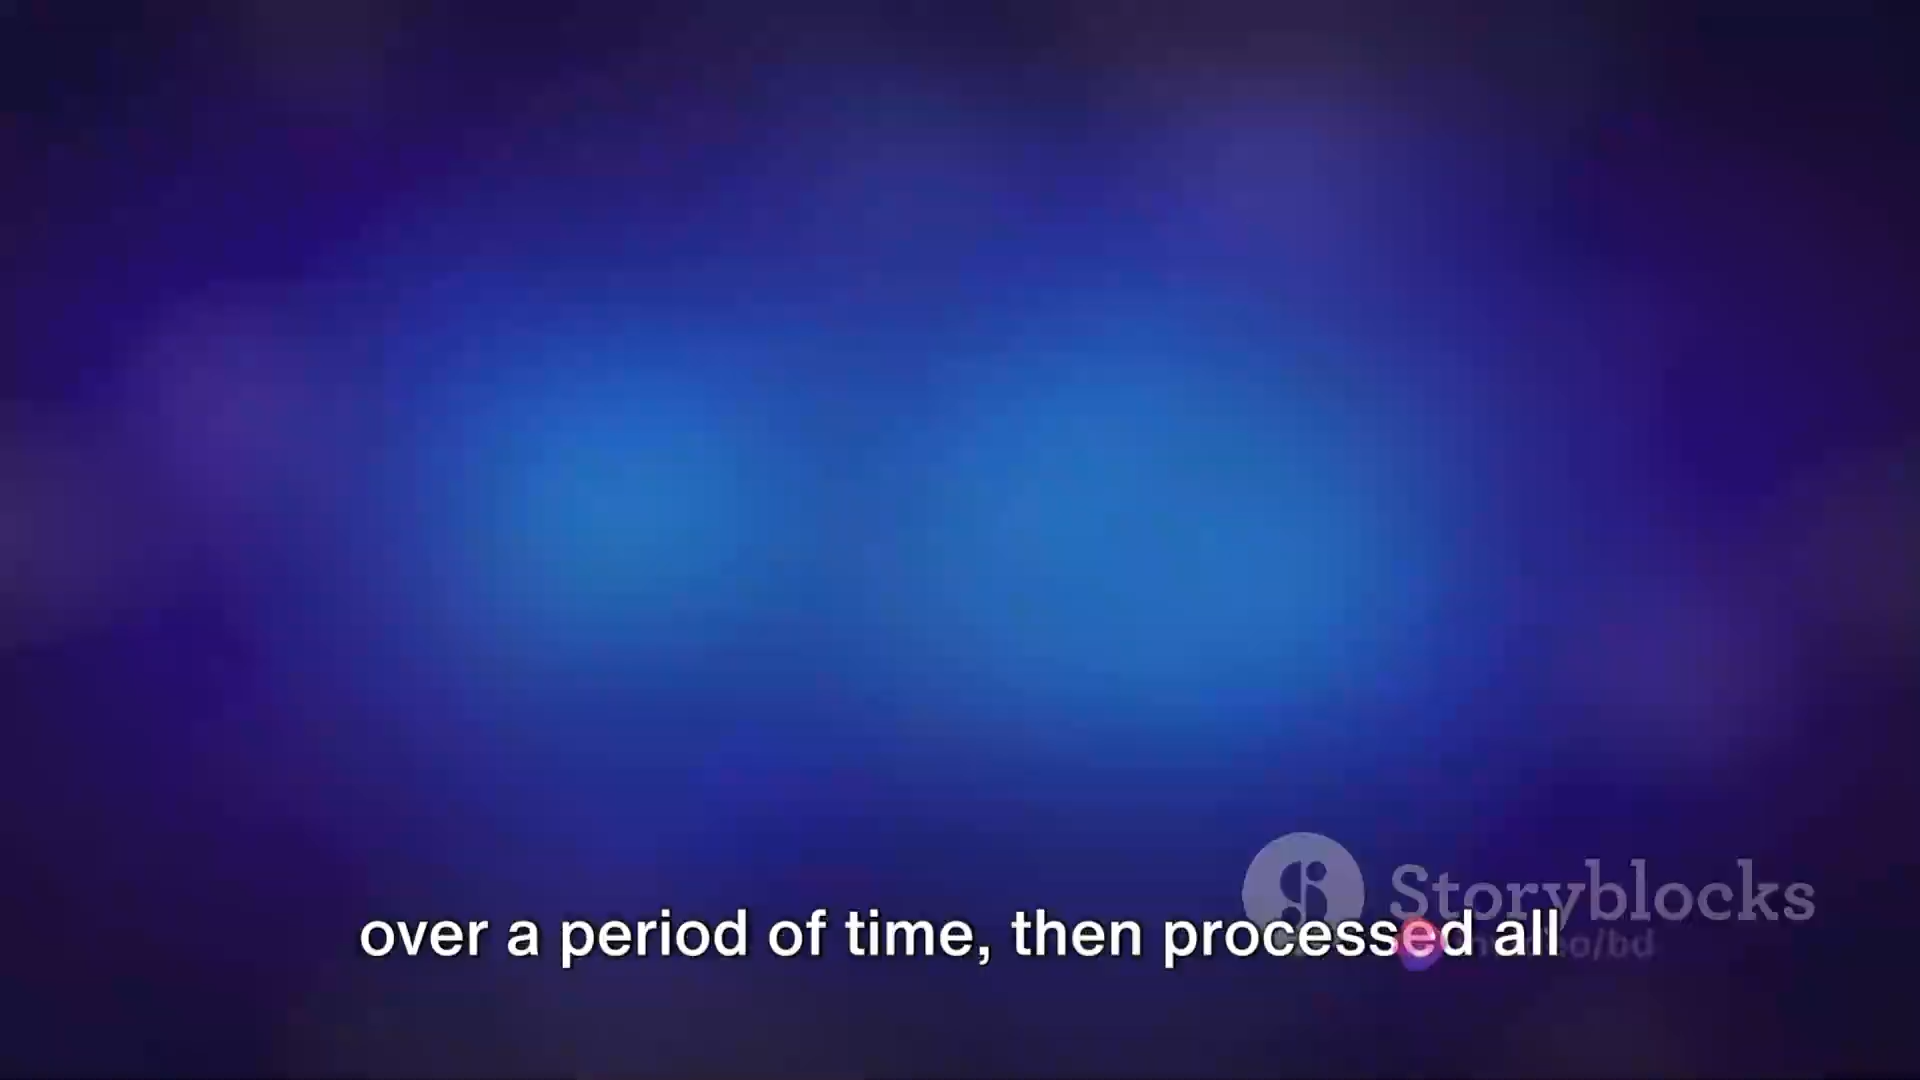 Storyblocks
over a period of time, then processed all